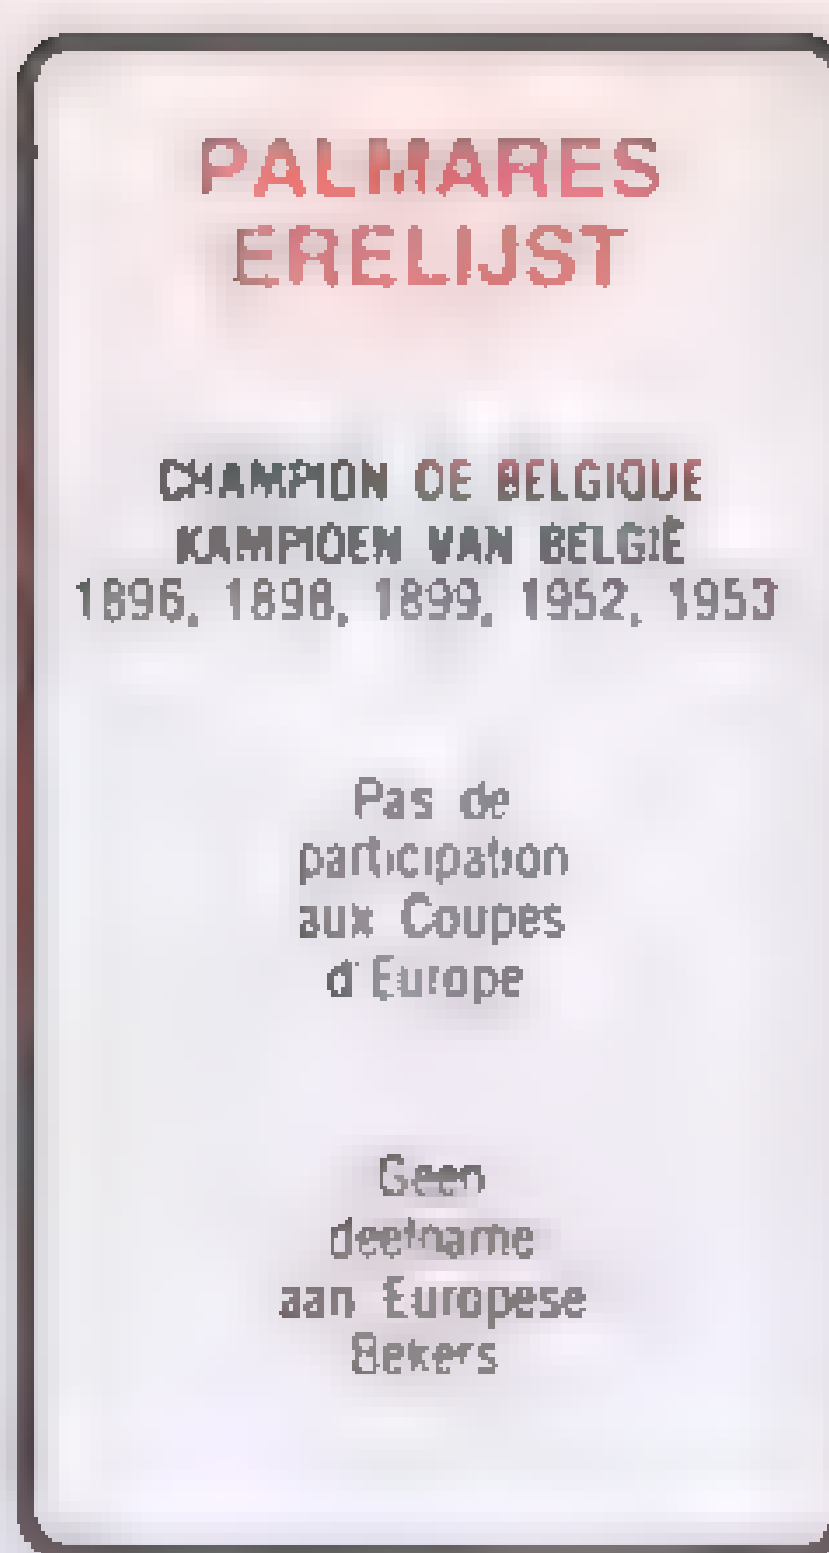 PALMARES
ERELIJST
CHAMPION DE BELGIQUE
KAMPIOEN VAN BELGIË
1896, 1898, 1899, 1952, 1953
Pas de
participation
aux Coupes
d'Europe
Geen
deelname
aan Europese
Bekers